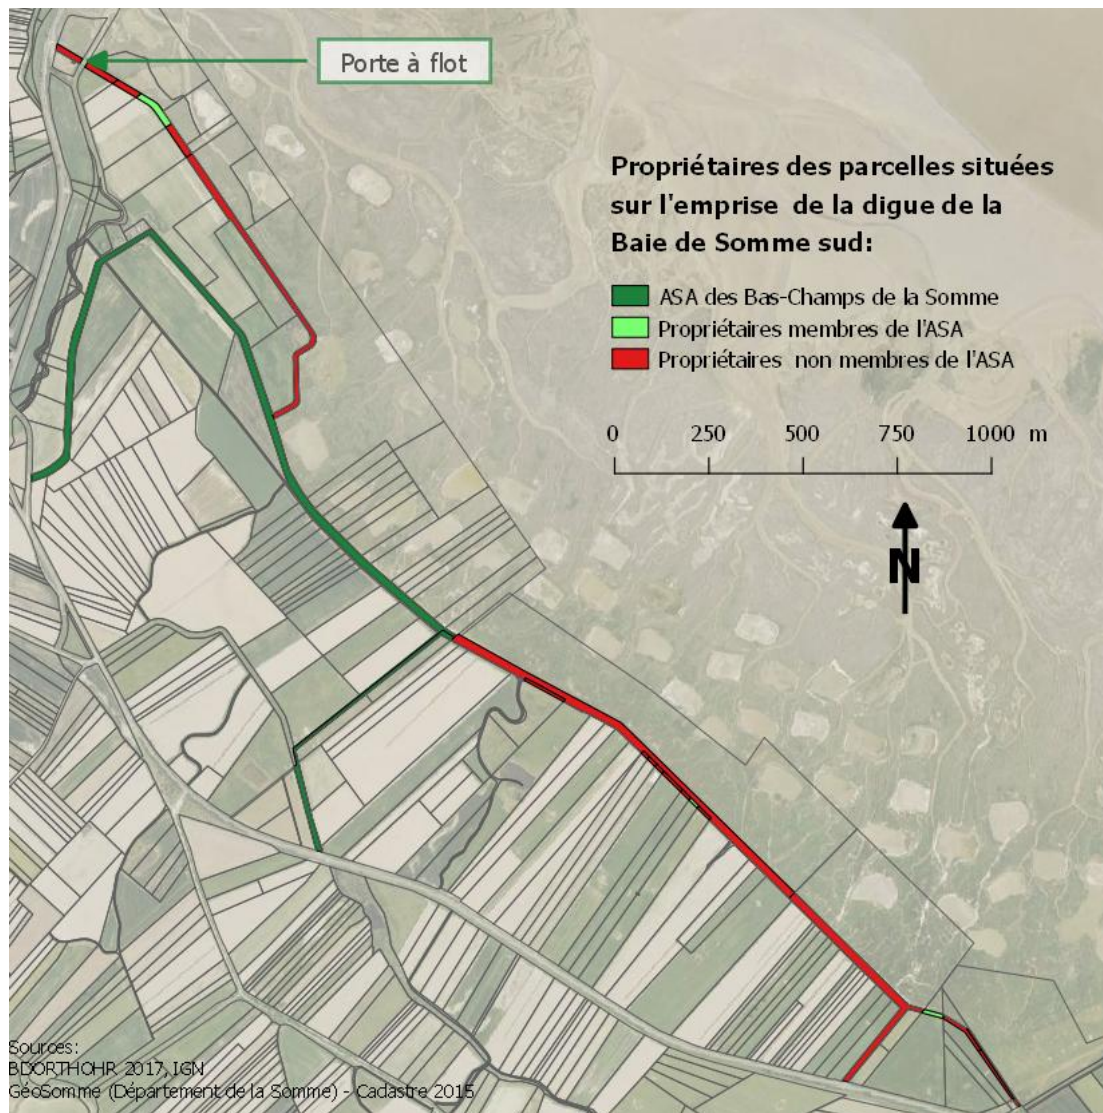 Porte à flot
Propriétaires des parcelles situées
sur l'emprise de la digue de la
Baie de Somme sud:
ASA des Bas-Champs de la Somme
Propriétaires membres de l'ASA
Propriétaires non membres de l'ASA
0 250 500 750 1000 m
N
Sources:
BDORTHOHR 2017, IGN
GéoSomme (Département de la Somme) - Cadastre 2015